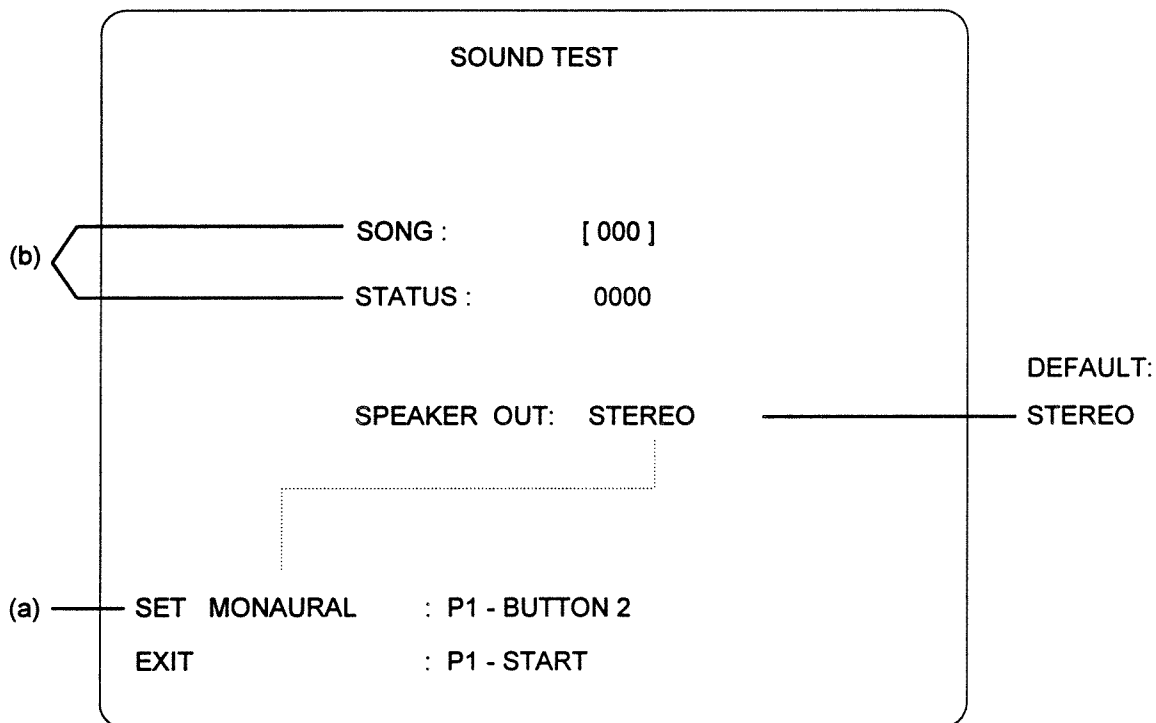 SOUND TEST
(b)
SONG : [ 000 ]
STATUS : 0000
DEFAULT:
SPEAKER OUT: STEREO
STEREO
(a)
SET MONAURAL : P1 - BUTTON 2
EXIT : P1 - START